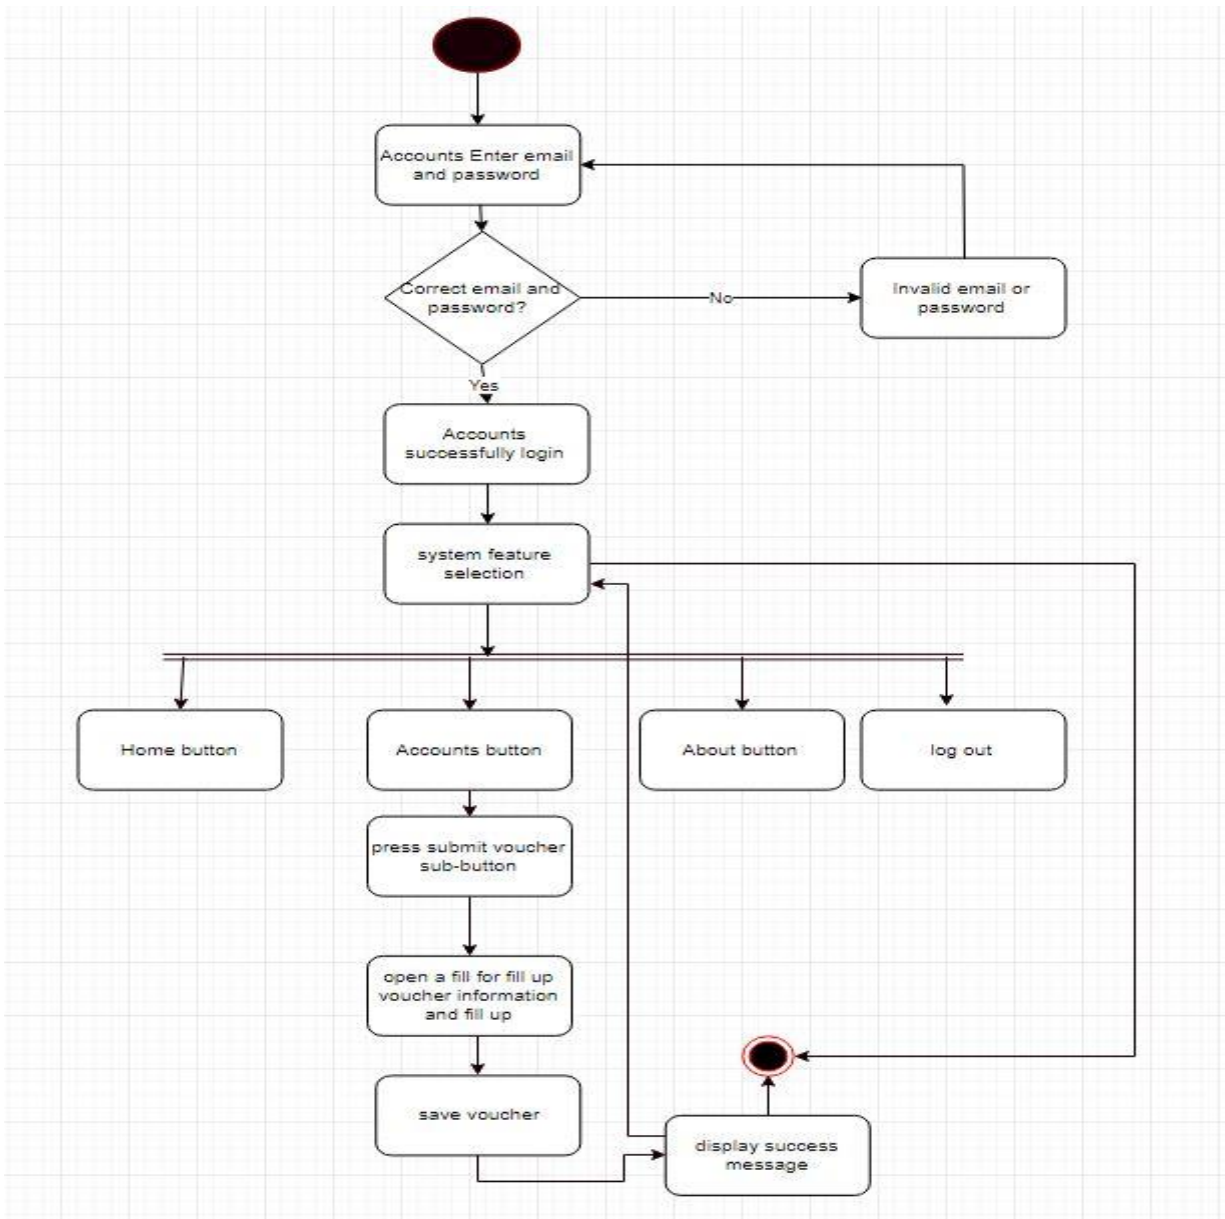 Accounts Enter email
and password
Correct email and
password?
No
Invalid email or
password
Yes
Accounts
successfully login
system feature
selection
Home button
Accounts button
About button
log out
press submit voucher
sub-button
open a fill for fill up
voucher information
and fill up
save voucher
display success
message